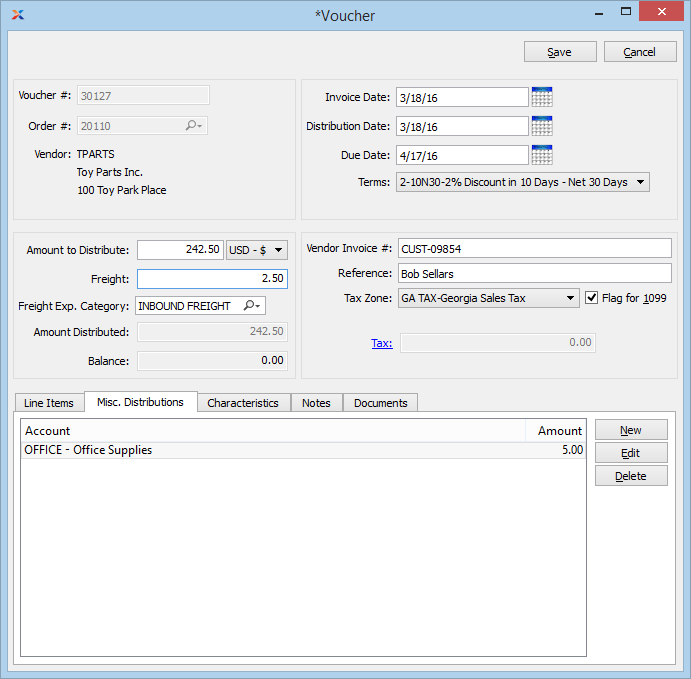 *Voucher
Save Cancel
Voucher #: 30127
Order #: 20110
Vendor: TPARTS
Toy Parts Inc.
100 Toy Park Place
Invoice Date: 3/18/16
Distribution Date: 3/18/16
Due Date: 4/17/16
Terms: 2-10N30-2% Discount in 10 Days - Net 30 Days
Amount to Distribute: 242.50 USD - $
Freight: 2.50
Freight Exp. Category: INBOUND FREIGHT
Amount Distributed: 242.50
Balance: 0.00
Vendor Invoice #: CUST-09854
Reference: Bob Sellars
Tax Zone: GA TAX-Georgia Sales Tax Flag for 1099
Tax: 0.00
Line Items Misc. Distributions Characteristics Notes Documents
Account Amount
OFFICE - Office Supplies 5.00
New
Edit
Delete